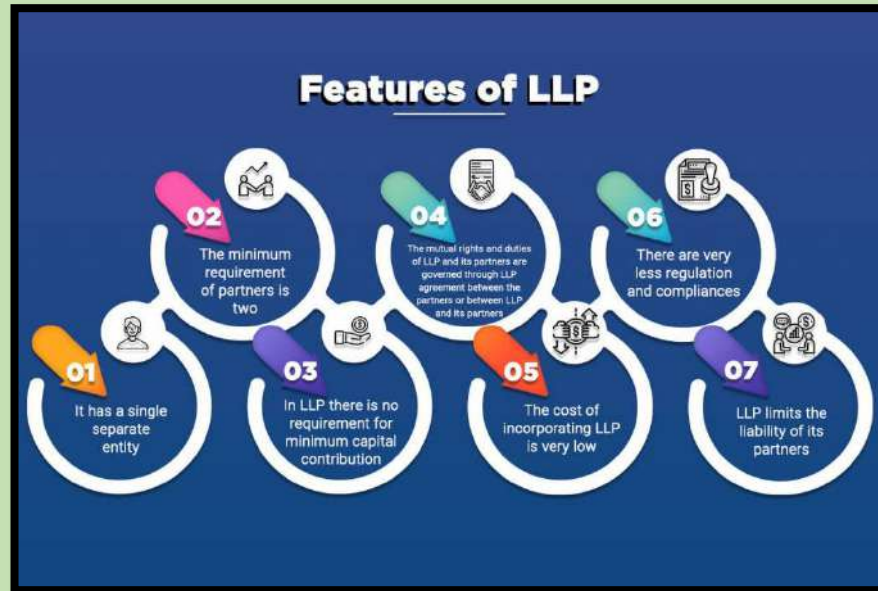 Features of LLP
01
It has a single
separate
entity
02
The minimum
requirement
of partners is
two
03
In LLP there is no
requirement for
minimum capital
contribution
04
The mutual rights and duties
of LLP and its partners are
governed through LLP
agreement between the
partners or between LLP
and its partners
05
The cost of
incorporating LLP
is very low
06
There are very
less regulation
and compliances
07
LLP limits the
liability of its
partners